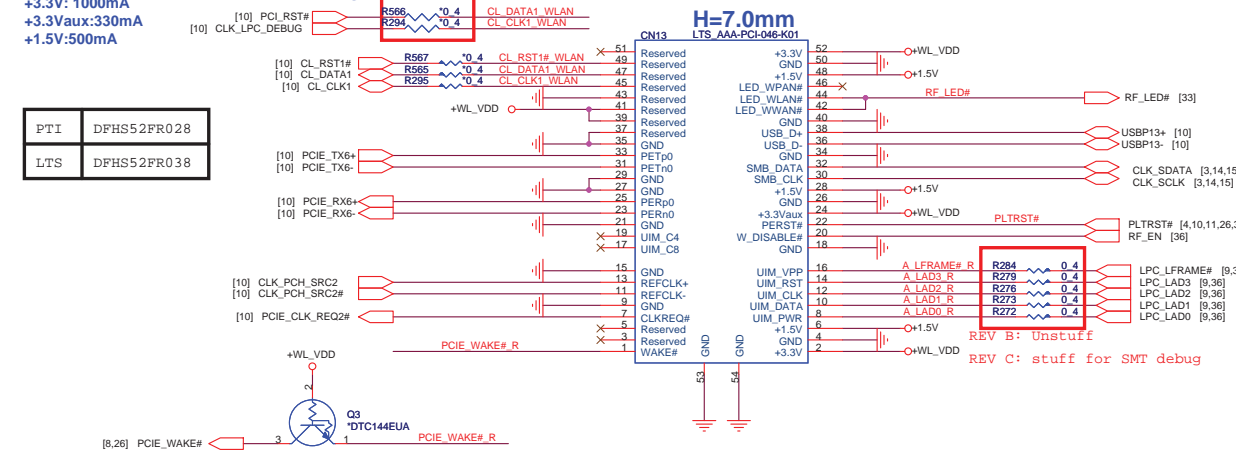 +3.3V: 1000mA
+3.3Vaux:330mA
+1.5V:500mA
[10] PCI_RST# R566 *0_4 CL_DATA1_WLAN
[10] CLK_LPC_DEBUG R294 *0_4 CL_CLK1_WLAN
H=7.0mm
CN13 LTS_AAA-PCI-046-K01
[10] CL_RST1# R567 *0_4 CL_RST1#_WLAN
[10] CL_DATA1 R565 *0_4 CL_DATA1_WLAN
[10] CL_CLK1 R295 *0_4 CL_CLK1_WLAN
+WL_VDD
PTI DFHS52FR028
LTS DFHS52FR038
[10] PCIE_TX6+
[10] PCIE_TX6-
[10] PCIE_RX6+
[10] PCIE_RX6-
[10] CLK_PCH_SRC2
[10] CLK_PCH_SRC2#
[10] PCIE_CLK_REQ2#
PCIE_WAKE#_R
51 Reserved +3.3V 52 +WL_VDD
49 Reserved GND 50
47 Reserved +1.5V 48 +1.5V
45 Reserved LED_WPAN# 46
43 Reserved LED_WLAN# 44 RF_LED# RF_LED# [33]
41 Reserved LED_WWAN# 42
39 Reserved GND 40
37 Reserved USB_D+ 38 USBP13+ [10]
35 GND USB_D- 36 USBP13- [10]
33 PETp0 GND 34
31 PETn0 SMB_DATA 32 CLK_SDATA [3,14,15
29 GND SMB_CLK 30 CLK_SCLK [3,14,15]
27 GND +1.5V 28 +1.5V
25 PERp0 GND 26
23 PERn0 +3.3Vaux 24 +WL_VDD
21 GND PERST# 22 PLTRST# PLTRST# [4,10,11,26,3
19 UIM_C4 W_DISABLE# 20 RF_EN [36]
17 UIM_C8 GND 18
15 GND UIM_VPP 16 A_LFRAME#_R R284 0_4 LPC_LFRAME# [9,3
13 REFCLK+ UIM_RST 14 A_LAD3_R R279 0_4 LPC_LAD3 [9,36]
11 REFCLK- UIM_CLK 12 A_LAD2_R R276 0_4 LPC_LAD2 [9,36]
9 GND UIM_DATA 10 A_LAD1_R R273 0_4 LPC_LAD1 [9,36]
7 CLKREQ# UIM_PWR 8 A_LAD0_R R272 0_4 LPC_LAD0 [9,36]
5 Reserved +1.5V 6 +1.5V
3 Reserved GND 4
1 WAKE# +3.3V 2 +WL_VDD
GND GND
53 54
REV B: Unstuff
REV C: stuff for SMT debug
+WL_VDD
2
Q3
*DTC144EUA
[8,26] PCIE_WAKE# 3 1 PCIE_WAKE#_R